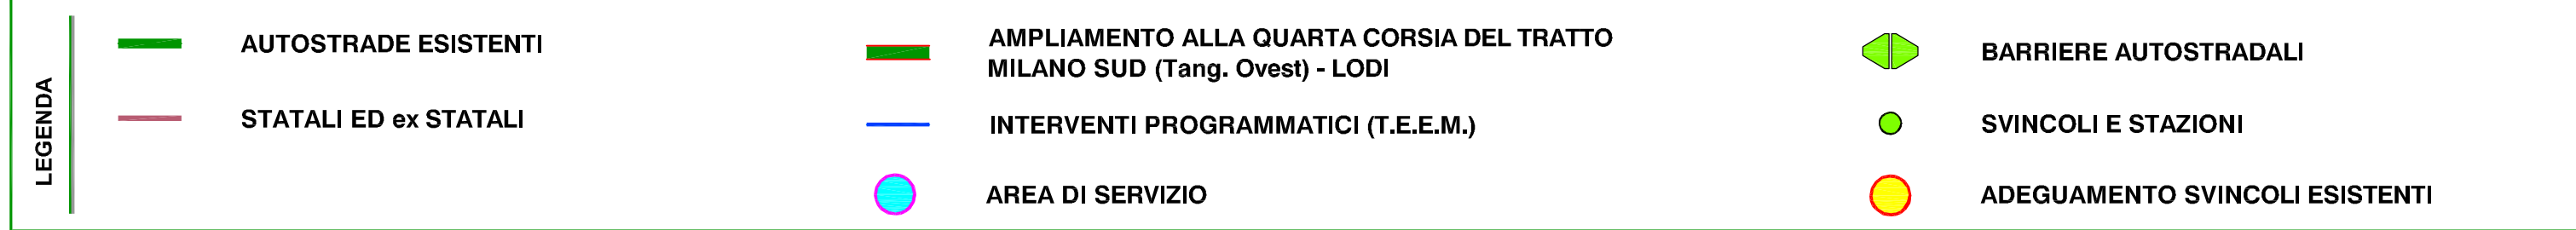 LEGENDA
AUTOSTRADE ESISTENTI
STATALI ED ex STATALI
AMPLIAMENTO ALLA QUARTA CORSIA DEL TRATTO
MILANO SUD (Tang. Ovest) - LODI
INTERVENTI PROGRAMMATICI (T.E.E.M.)
AREA DI SERVIZIO
BARRIERE AUTOSTRADALI
SVINCOLI E STAZIONI
ADEGUAMENTO SVINCOLI ESISTENTI